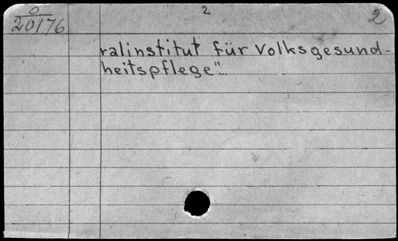 2
2
0
20176
ralinstitut für Volksgesund-
heitspflege"..